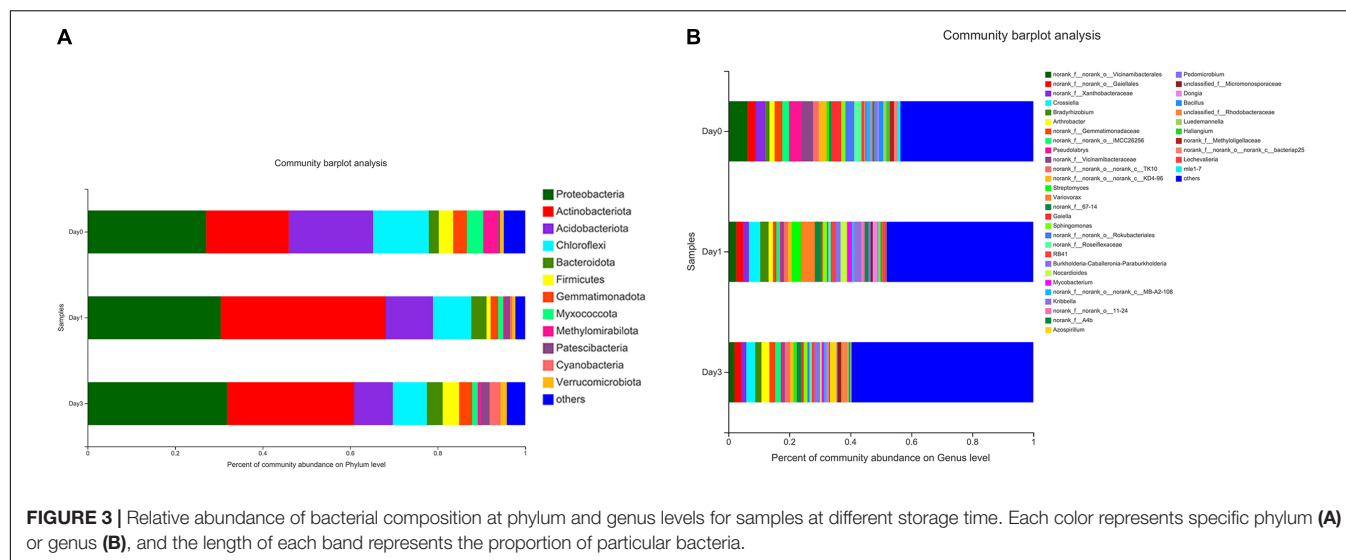 A
Community barplot analysis
Samples
Day0
Day1
Day3
0
0.2
0.4
0.6
0.8
1
Percent of community abundance on Phylum level
Proteobacteria
Actinobacteriota
Acidobacteriota
Chloroflexi
Bacteroidota
Firmicutes
Gemmatimonadota
Myxococcota
Methylomirabilota
Patescibacteria
Cyanobacteria
Verrucomicrobiota
others
B
Community barplot analysis
Samples
Day0
Day1
Day3
0
0.2
0.4
0.6
0.8
1
Percent of community abundance on Genus level
norank_f__norank_o__Vicinamibacterales
norank_f__norank_o__Gaiellales
norank_f__Xanthobacteraceae
Crossiella
Bradyrhizobium
Arthrobacter
norank_f__Gemmatimonadaceae
norank_f__norank_o__IMCC26256
Pseudolabrys
norank_f__Vicinamibacteraceae
norank_f__norank_o__norank_c__TK10
norank_f__norank_o__norank_c__KD4-96
Streptomyces
Variovorax
norank_f__67-14
Gaiella
Sphingomonas
norank_f__norank_o__Rokubacteriales
norank_f__Roseiflexaceae
RB41
Burkholderia-Caballeronia-Paraburkholderia
Nocardioides
Mycobacterium
norank_f__norank_o__norank_c__MB-A2-108
Kribbella
norank_f__norank_o__11-24
norank_f__A4b
Azospirillum
Pedomicrobium
unclassified_f__Micromonosporaceae
Dongia
Bacillus
unclassified_f__Rhodobacteraceae
Luedemannella
Haliangium
norank_f__Methyloligellaceae
norank_f__norank_o__norank_c__bacteriap25
Lechevalieria
mle1-7
others
FIGURE 3 | Relative abundance of bacterial composition at phylum and genus levels for samples at different storage time. Each color represents specific phylum (A)
or genus (B), and the length of each band represents the proportion of particular bacteria.